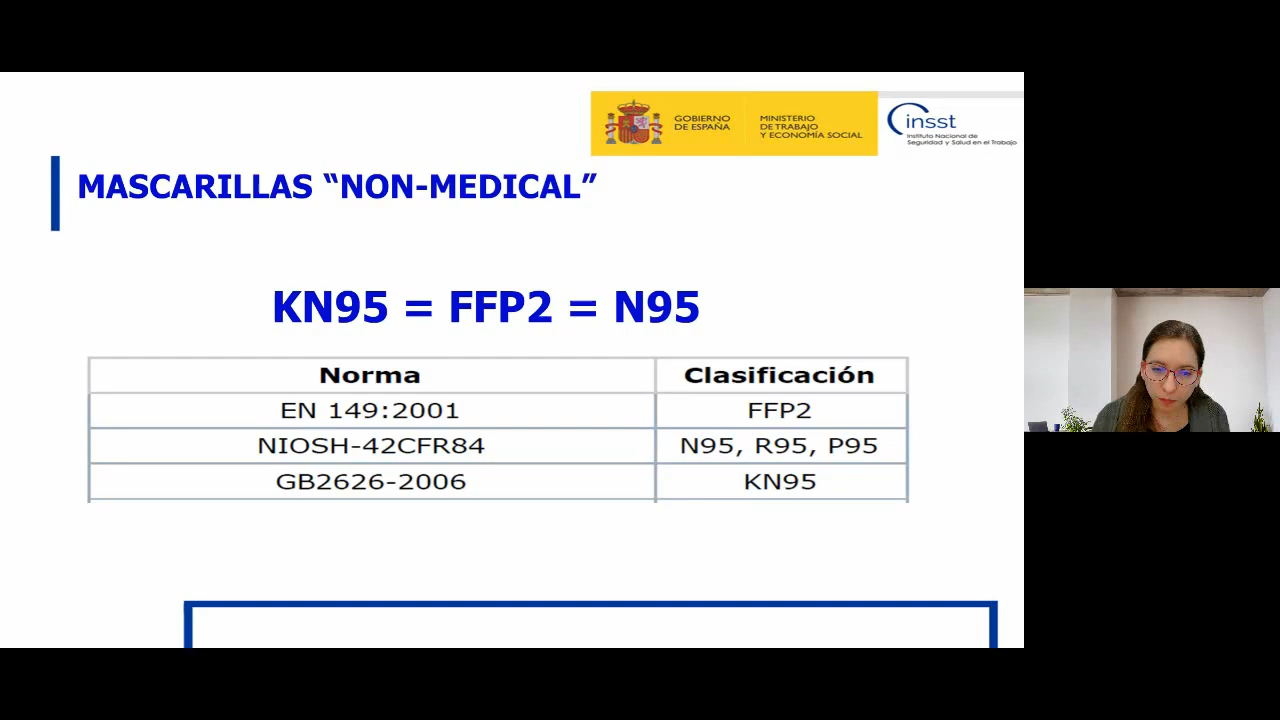 GOBIERNO
DE ESPAÑA
MINISTERIO
DE TRABAJO
Y ECONOMÍA SOCIAL
insst
Instituto Nacional de
Seguridad y Salud en el Trabajo
MASCARILLAS “NON-MEDICAL”
KN95 = FFP2 = N95
Norma Clasificación
EN 149:2001 FFP2
NIOSH-42CFR84 N95, R95, P95
GB2626-2006 KN95